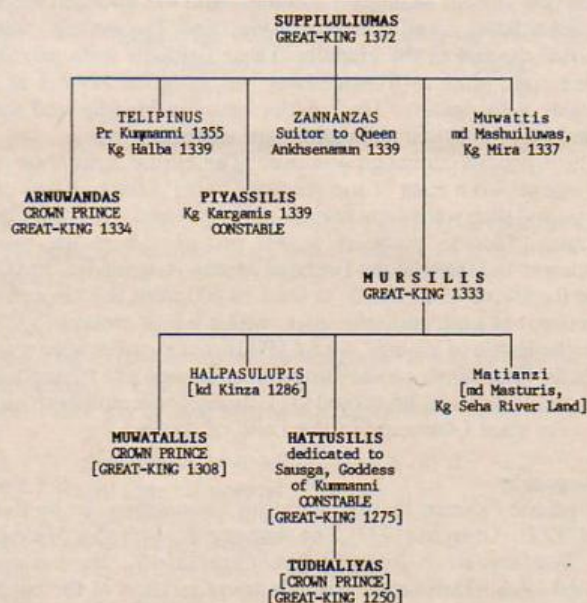 SUPPILULIUMAS
GREAT-KING 1372
TELIPINUS
Pr Kummanni 1355
Kg Halba 1339
ZANNANZAS
Suitor to Queen
Ankhsenamun 1339
Muwattis
md Mashuiluwas,
Kg Mira 1337
ARNUWANDAS
CROWN PRINCE
GREAT-KING 1334
PIYASSILIS
Kg Kargamis 1339
CONSTABLE
MURSILIS
GREAT-KING 1333
HALPASULUPIS
[kd Kinza 1286]
Matianzi
[md Masturis,
Kg Seha River Land]
MUWATALLIS
CROWN PRINCE
[GREAT-KING 1308]
HATTUSILIS
dedicated to
Sausga, Goddess
of Kummanni
CONSTABLE
[GREAT-KING 1275]
TUDHALIYAS
[CROWN PRINCE]
[GREAT-KING 1250]